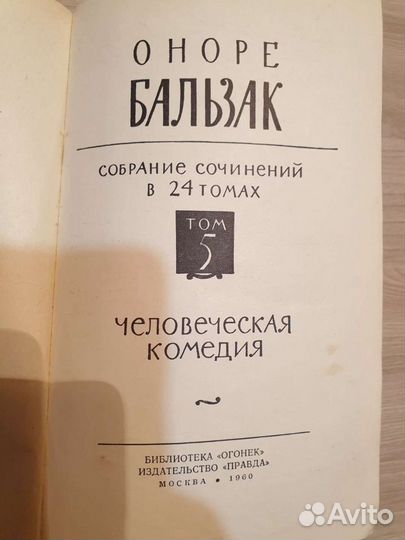 ОНОРЕ
БАЛЬЗАК
СОБРАНИЕ СОЧИНЕНИЙ
В 24 ТОМАХ
ТОМ
5
ЧЕЛОВЕЧЕСКАЯ
КОМЕДИЯ
~
БИБЛИОТЕКА «ОГОНЕК»
ИЗДАТЕЛЬСТВО «ПРАВДА»
МОСКВА • 1960
Avito